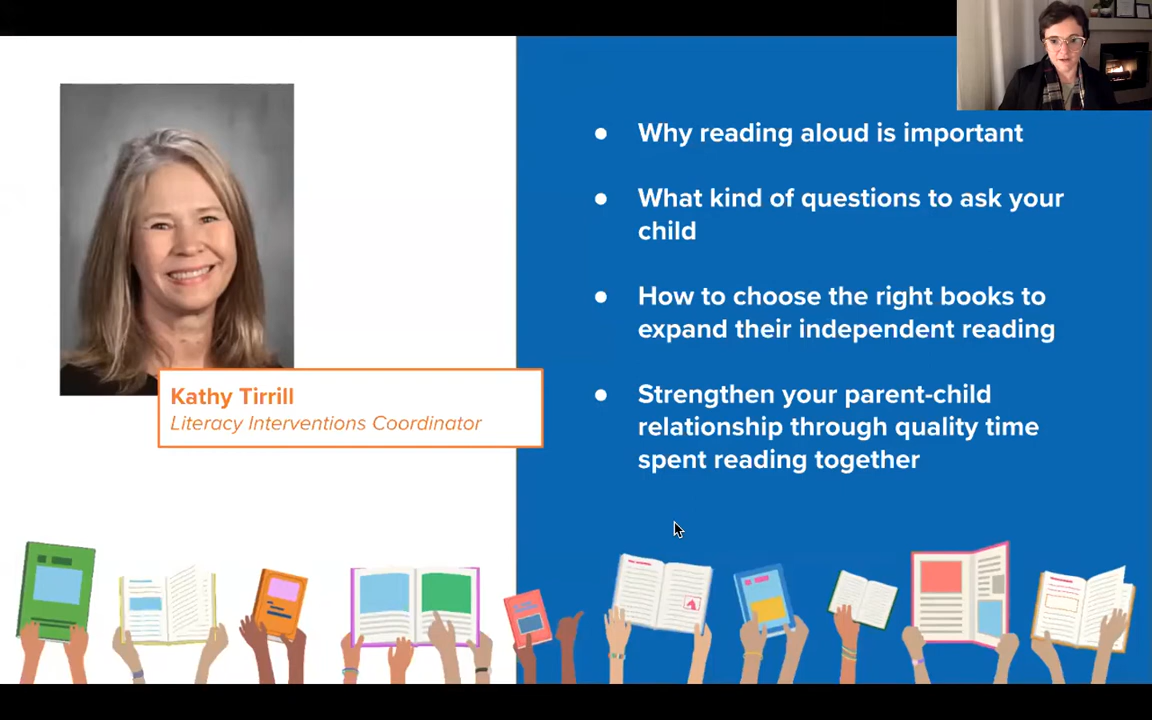 Kathy Tirrill
Literacy Interventions Coordinator
Why reading aloud is important
What kind of questions to ask your
child
How to choose the right books to
expand their independent reading
Strengthen your parent-child
relationship through quality time
spent reading together